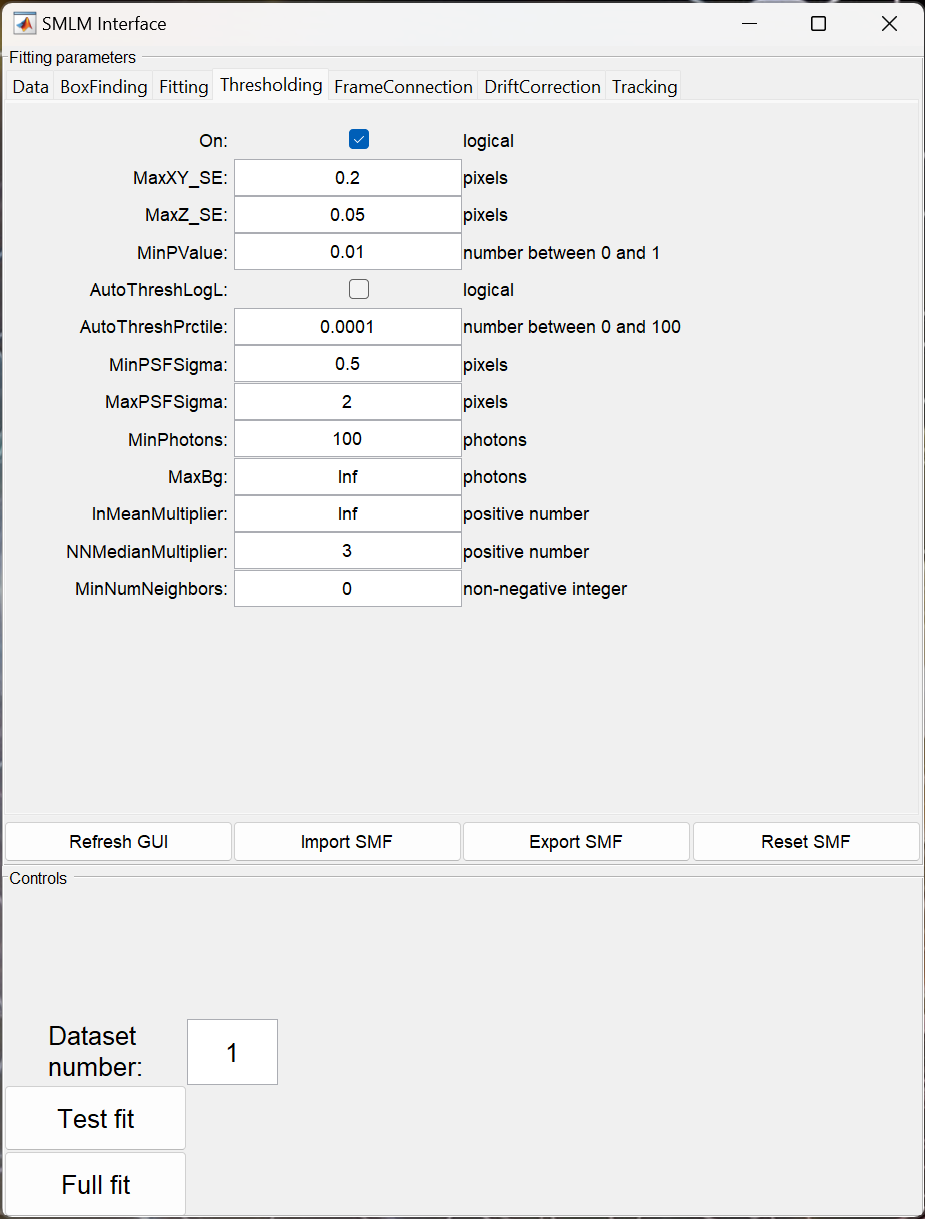 SMLM Interface
Fitting parameters
Data BoxFinding Fitting Thresholding FrameConnection DriftCorrection Tracking
On: logical
MaxXY_SE: 0.2 pixels
MaxZ_SE: 0.05 pixels
MinPValue: 0.01 number between 0 and 1
AutoThreshLogL: logical
AutoThreshPrctile: 0.0001 number between 0 and 100
MinPSFSigma: 0.5 pixels
MaxPSFSigma: 2 pixels
MinPhotons: 100 photons
MaxBg: Inf photons
InMeanMultiplier: Inf positive number
NNMedianMultiplier: 3 positive number
MinNumNeighbors: 0 non-negative integer
Refresh GUI Import SMF Export SMF Reset SMF
Controls
Dataset
number: 1
Test fit
Full fit